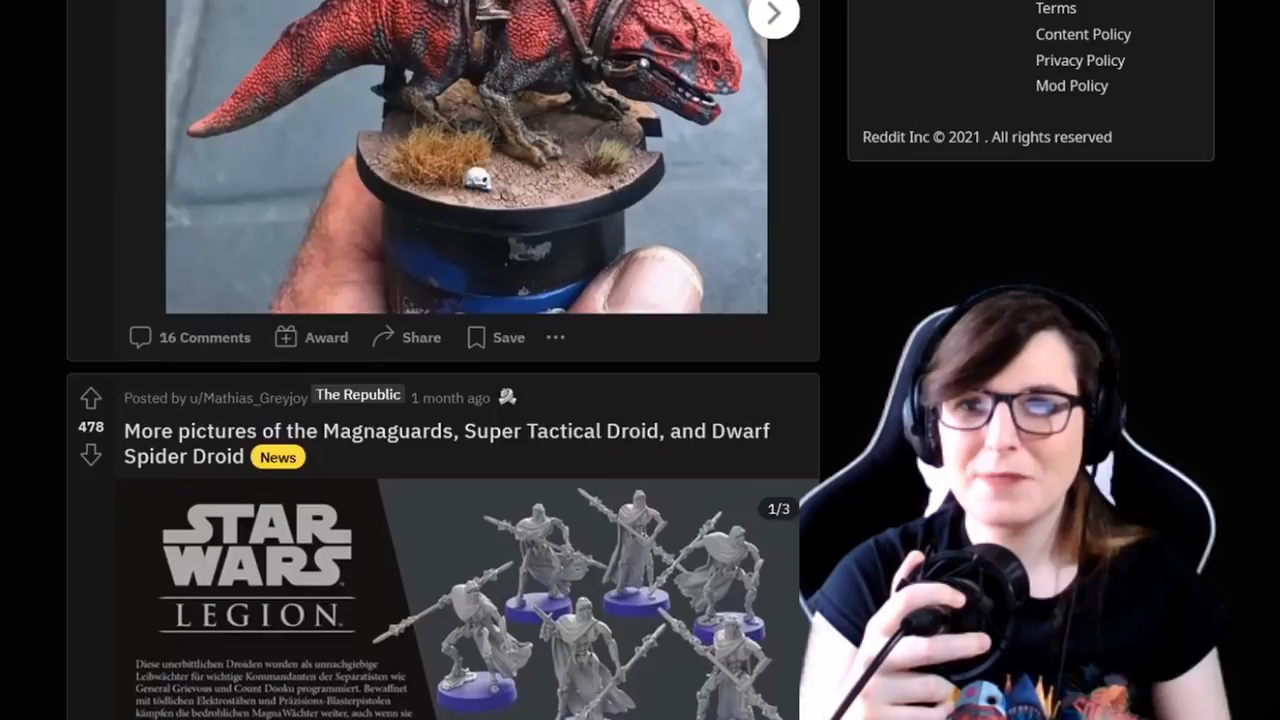 Terms
Content Policy
Privacy Policy
Mod Policy
Reddit Inc © 2021 . All rights reserved
16 Comments
Award
Share
Save
Posted by u/Mathias_Greyjoy The Republic 1 month ago
478
More pictures of the Magnaguards, Super Tactical Droid, and Dwarf
Spider Droid News
1/3
STAR
WARS
LEGION
Diese unerbittlichen Droiden wurden als unnachgiebige
Leibwächter für wichtige Kommandanten der Separatisten wie
General Grievous und Count Dooku programmiert. Bewaffnet
mit tödlichen Elektrostäben und Präzisions-Blasterpistolen
kämpfen die bedrohlichen MagnaWächter weiter, auch wenn sie